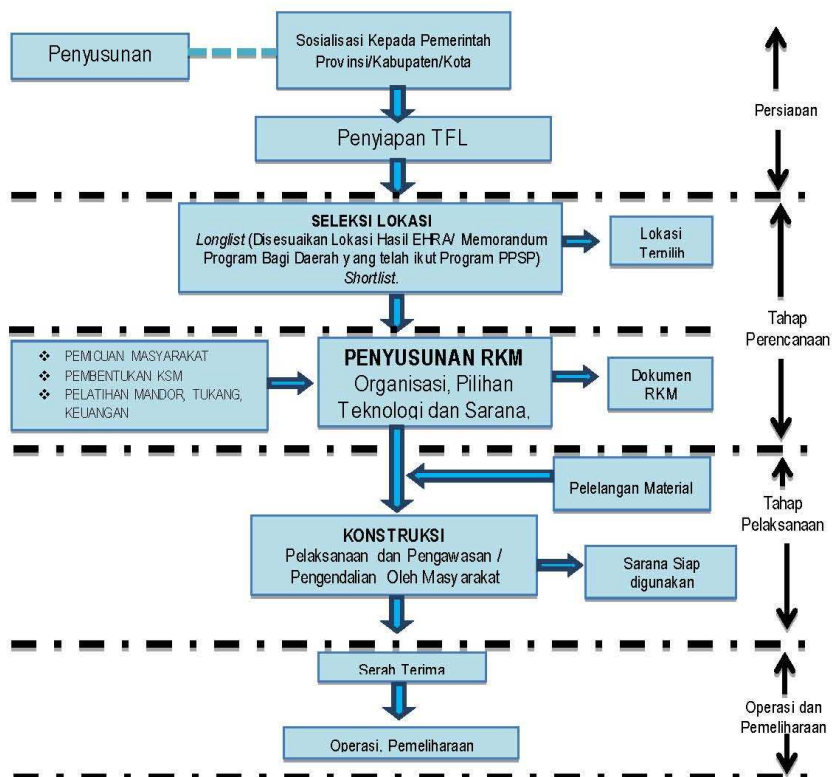 Penyusunan
Sosialisasi Kepada Pemerintah
Provinsi/Kabupaten/Kota
Persiapan
Penyiapan TFL
SELEKSI LOKASI
Longlist (Disesuaikan Lokasi Hasil EHRA/ Memorandum
Program Bagi Daerah yang telah ikut Program PPSP)
Shortlist.
Lokasi
Terpilih
Tahap
Perencanaan
❖ PEMICUAN MASYARAKAT
❖ PEMBENTUKAN KSM
❖ PELATIHAN MANDOR, TUKANG,
KEUANGAN
PENYUSUNAN RKM
Organisasi, Pilihan
Teknologi dan Sarana,
Dokumen
RKM
Pelelangan Material
Tahap
Pelaksanaan
KONSTRUKSI
Pelaksanaan dan Pengawasan /
Pengendalian Oleh Masyarakat
Sarana Siap
digunakan
Serah Terima
Operasi, Pemeliharaan
Operasi dan
Pemeliharaan